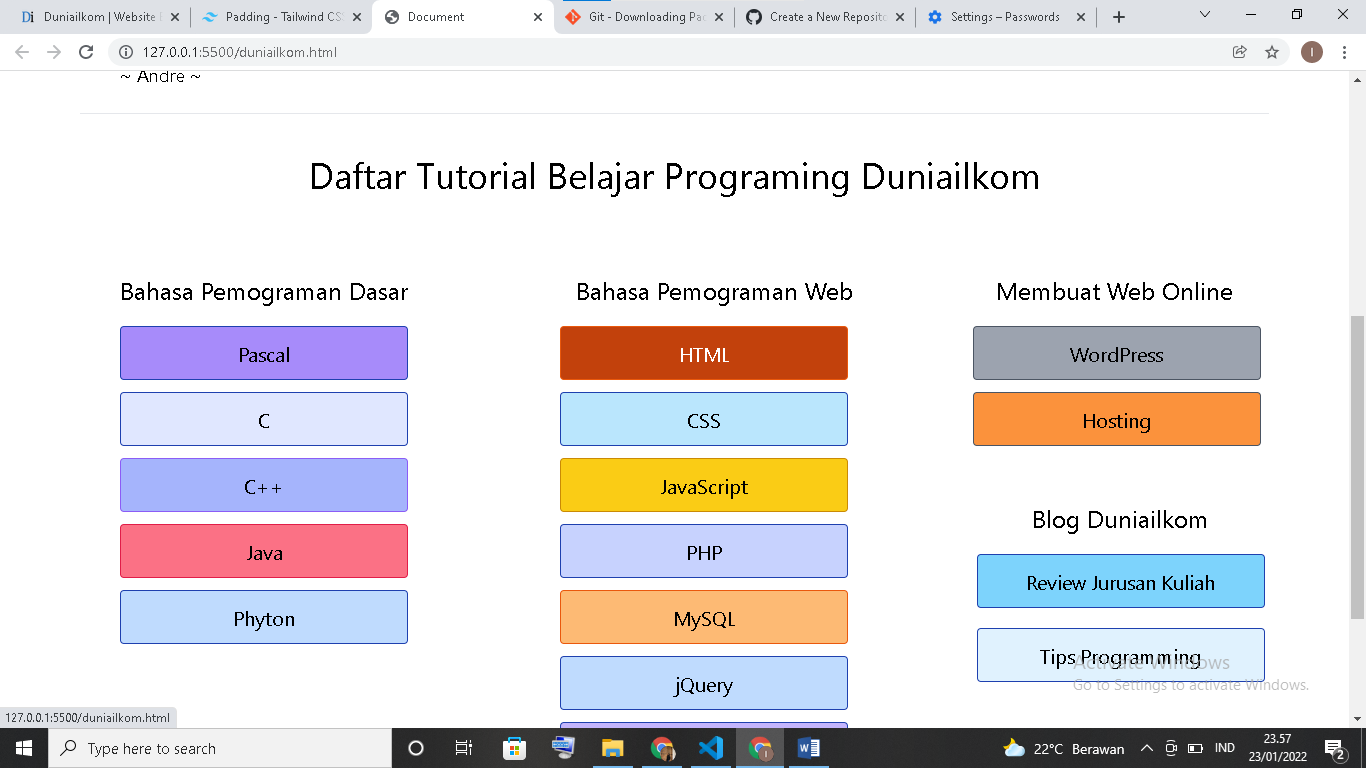 Duniailkom | Website
Padding - Tailwind CS
Document
Git - Downloading Pac
Create a New Reposito
Settings – Passwords
127.0.0.1:5500/duniailkom.html
I
~ Andre ~
Daftar Tutorial Belajar Programing Duniailkom
Bahasa Pemograman Dasar
Pascal
C
C++
Java
Phyton
Bahasa Pemograman Web
HTML
CSS
JavaScript
PHP
MySQL
jQuery
Membuat Web Online
WordPress
Hosting
Blog Duniailkom
Review Jurusan Kuliah
Tips Programming
Activate Windows
Go to Settings to activate Windows.
127.0.0.1:5500/duniailkom.html
Type here to search
22°C Berawan
IND
23.57
23/01/2022
2